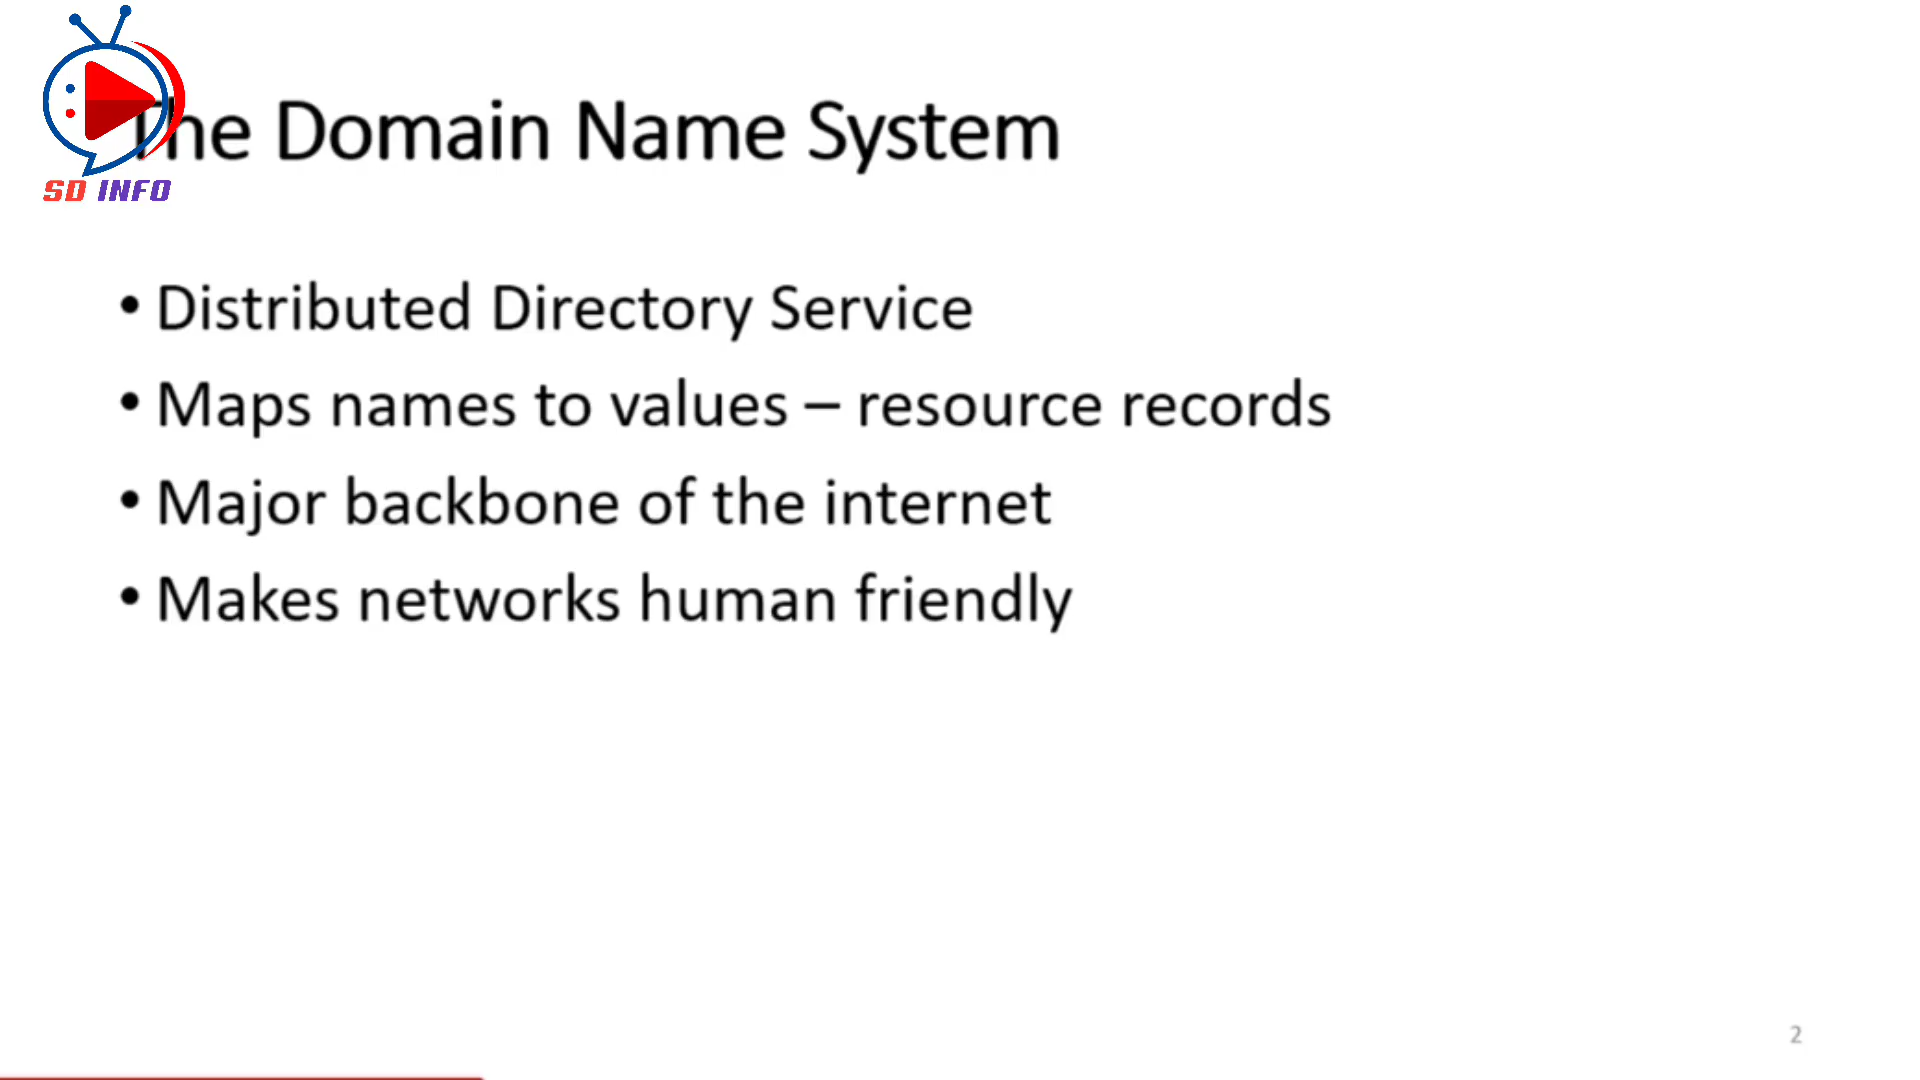 The Domain Name System
SD INFO
• Distributed Directory Service
• Maps names to values – resource records
• Major backbone of the internet
• Makes networks human friendly
2